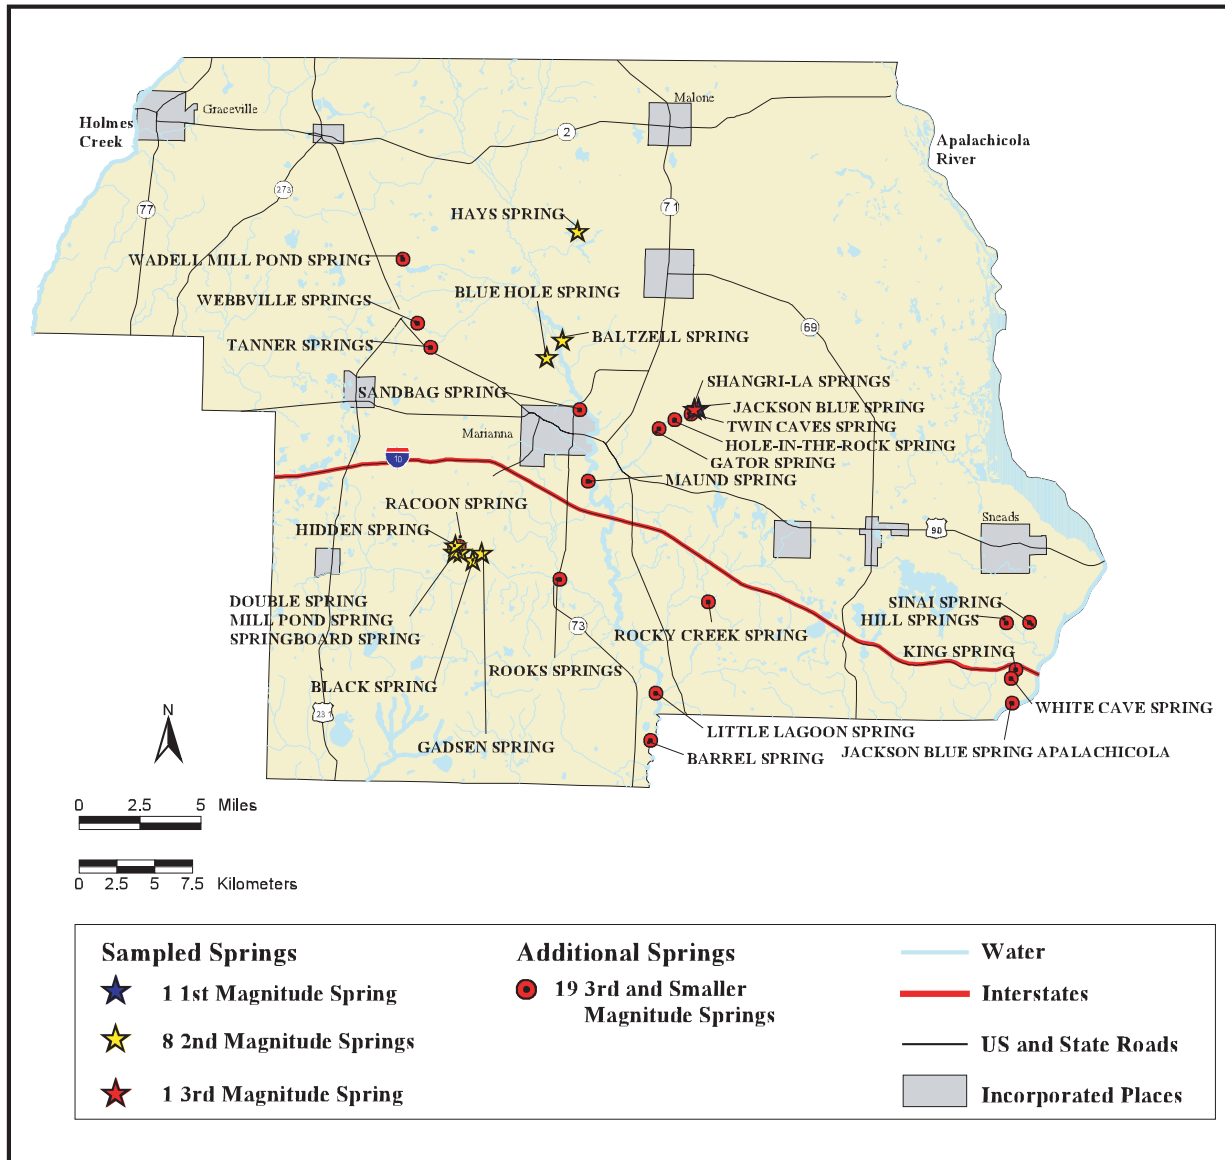 Graceville
Malone
Holmes
Creek
2
Apalachicola
River
273
77
71
HAYS SPRING
WADELL MILL POND SPRING
BLUE HOLE SPRING
WEBBVILLE SPRINGS
69
BALTZELL SPRING
TANNER SPRINGS
SHANGRI-LA SPRINGS
SANDBAG SPRING
JACKSON BLUE SPRING
TWIN CAVES SPRING
Marianna
HOLE-IN-THE-ROCK SPRING
10
GATOR SPRING
MAUND SPRING
RACOON SPRING
Sneads
HIDDEN SPRING
90
DOUBLE SPRING
SINAI SPRING
MILL POND SPRING
HILL SPRINGS
73
SPRINGBOARD SPRING
ROCKY CREEK SPRING
KING SPRING
ROOKS SPRINGS
BLACK SPRING
WHITE CAVE SPRING
231
N
LITTLE LAGOON SPRING
GADSEN SPRING
JACKSON BLUE SPRING APALACHICOLA
BARREL SPRING
0 2.5 5 Miles
0 2.5 5 7.5 Kilometers
Sampled Springs
1 1st Magnitude Spring
8 2nd Magnitude Springs
1 3rd Magnitude Spring
Additional Springs
19 3rd and Smaller
Magnitude Springs
Water
Interstates
US and State Roads
Incorporated Places